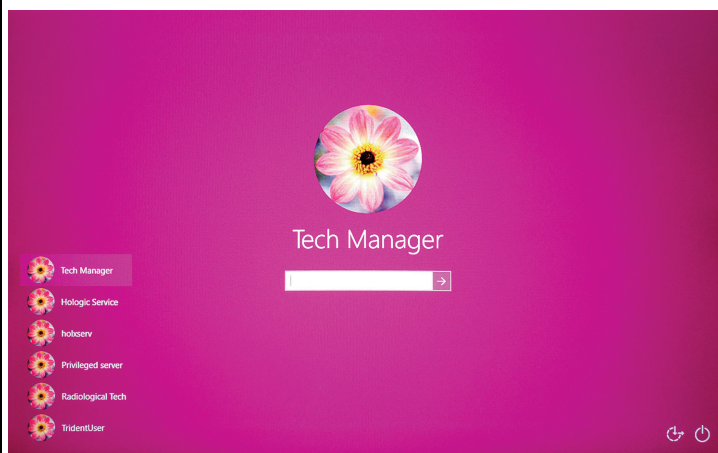 Tech Manager
Tech Manager
Hologic Service
holxserv
Privileged server
Radiological Tech
TridentUser